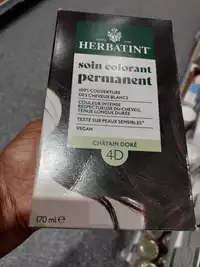 HERBATINT
soin colorant
permanent
100% COUVERTURE
DES CHEVEUX BLANCS
COULEUR INTENSE
RESPECTUEUSE DU CHEVEU,
TENUE LONGUE DURÉE
TESTÉ SUR PEAUX SENSIBLES*
VEGAN
CHÂTAIN DORÉ
4D
170 ml e